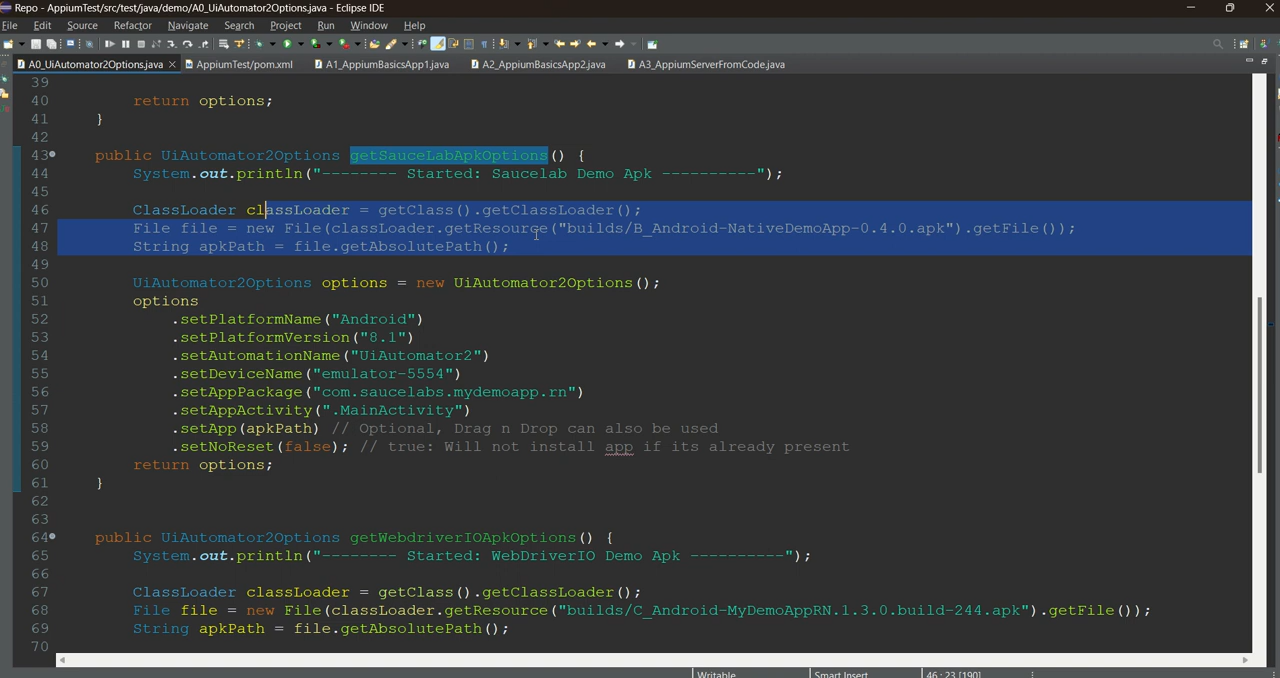 Repo - AppiumTest/src/test/java/demo/A0_UiAutomator2Options.java - Eclipse IDE
File Edit Source Refactor Navigate Search Project Run Window Help
A0_UiAutomator2Options.java AppiumTest/pom.xml A1_AppiumBasicsApp1.java A2_AppiumBasicsApp2.java A3_AppiumServerFromCode.java
39
40 return options;
41 }
42
43 public UiAutomator2Options getSauceLabApkOptions() {
44 System.out.println("-------- Started: Saucelab Demo Apk ----------");
45
46 ClassLoader classLoader = getClass().getClassLoader();
47 File file = new File(classLoader.getResource("builds/B_Android-NativeDemoApp-0.4.0.apk").getFile());
48 String apkPath = file.getAbsolutePath();
49
50 UiAutomator2Options options = new UiAutomator2Options();
51 options
52 .setPlatformName("Android")
53 .setPlatformVersion("8.1")
54 .setAutomationName("UiAutomator2")
55 .setDeviceName("emulator-5554")
56 .setAppPackage("com.saucelabs.mydemoapp.rn")
57 .setAppActivity(".MainActivity")
58 .setApp(apkPath) // Optional, Drag n Drop can also be used
59 .setNoReset(false); // true: Will not install app if its already present
60 return options;
61 }
62
63
64 public UiAutomator2Options getWebdriverIOApkOptions() {
65 System.out.println("-------- Started: WebDriverIO Demo Apk ----------");
66
67 ClassLoader classLoader = getClass().getClassLoader();
68 File file = new File(classLoader.getResource("builds/C_Android-MyDemoAppRN.1.3.0.build-244.apk").getFile());
69 String apkPath = file.getAbsolutePath();
70
Writable Smart Insert 46 : 23 [190]